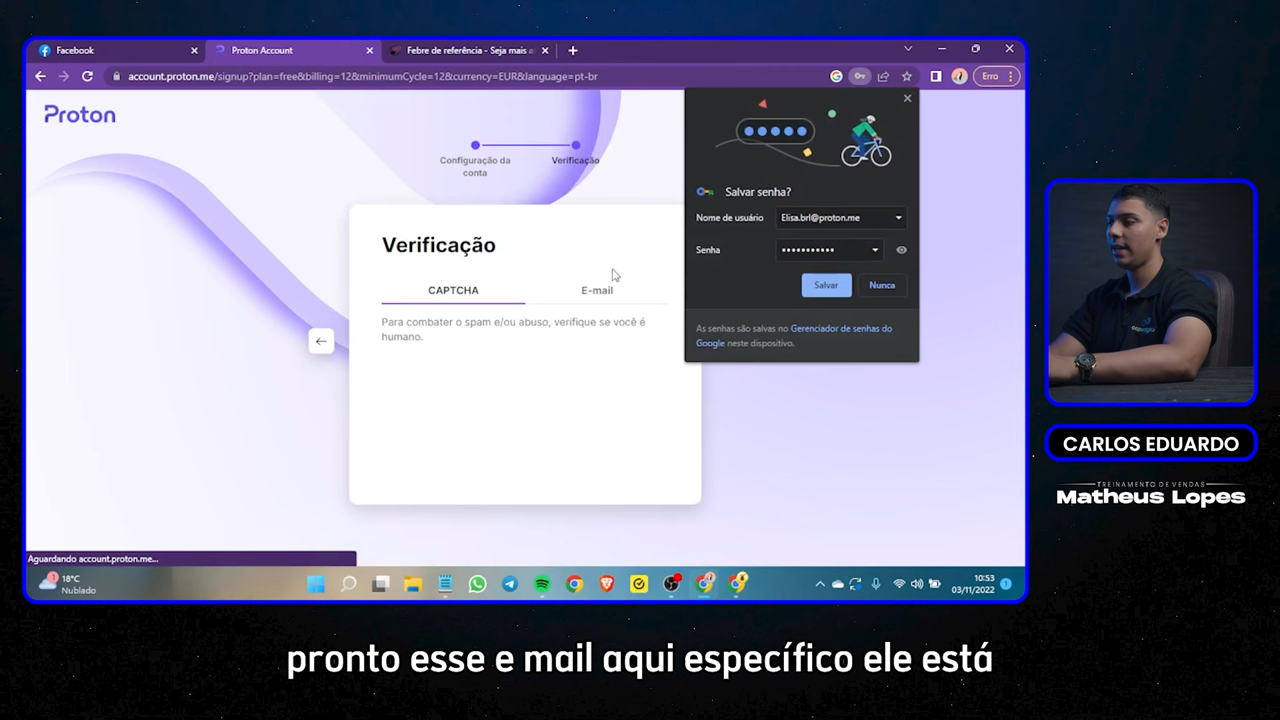 Facebook
Proton Account
Febre de referência - Seja mais a
account.proton.me/signup?plan=free&billing=12&minimumCycle=12&currency=EUR&language=pt-br
Erro
Proton
Configuração da
conta
Verificação
Verificação
CAPTCHA
E-mail
Para combater o spam e/ou abuso, verifique se você é
humano.
Salvar senha?
Nome de usuário
Elisa.brl@proton.me
Senha
•••••••••••
Salvar
Nunca
As senhas são salvas no Gerenciador de senhas do
Google neste dispositivo.
Aguardando account.proton.me...
1
18°C
Nublado
10:53
03/11/2022
1
CARLOS EDUARDO
TREINAMENTO DE VENDAS
Matheus Lopes
pronto esse e mail aqui específico ele está